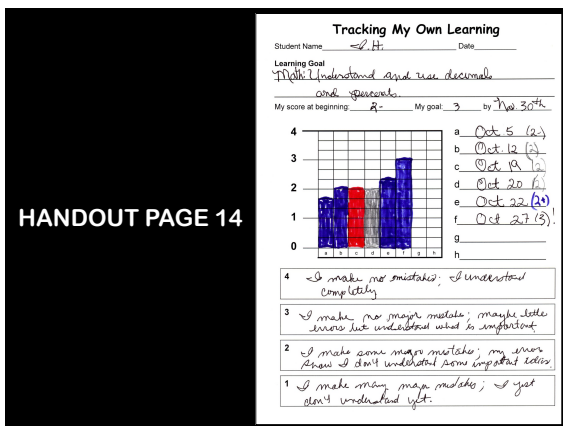 HANDOUT PAGE 14
Tracking My Own Learning
Student Name J.H. Date
Learning Goal
Math: Understand and use decimals
and percents.
My score at beginning: 2- My goal: 3 by Nov. 30th
4
3
2
1
0
a b c d e f g h
a Oct 5 (2-)
b Oct. 12 (2)
c Oct 19 (2)
d Oct 20 (2)
e Oct 22 (2+)
f Oct 27 (3)!
g
h
4 I make no mistakes; I understand
completely
3 I make no major mistakes; maybe little
errors but understand what is important
2 I make some major mistakes; my errors
show I don't understand some important ideas.
1 I make many major mistakes; I just
don't understand yet.